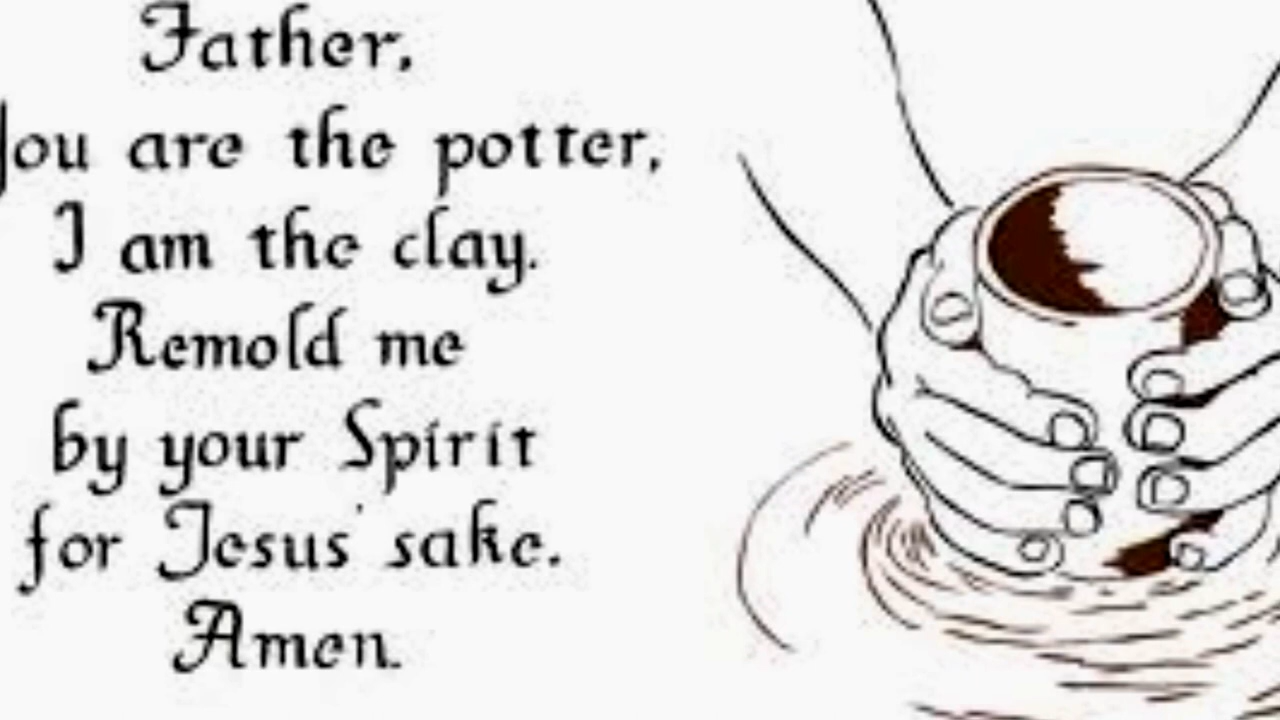 Father,
You are the potter,
I am the clay.
Remold me
by your Spirit
for Jesus' sake.
Amen.